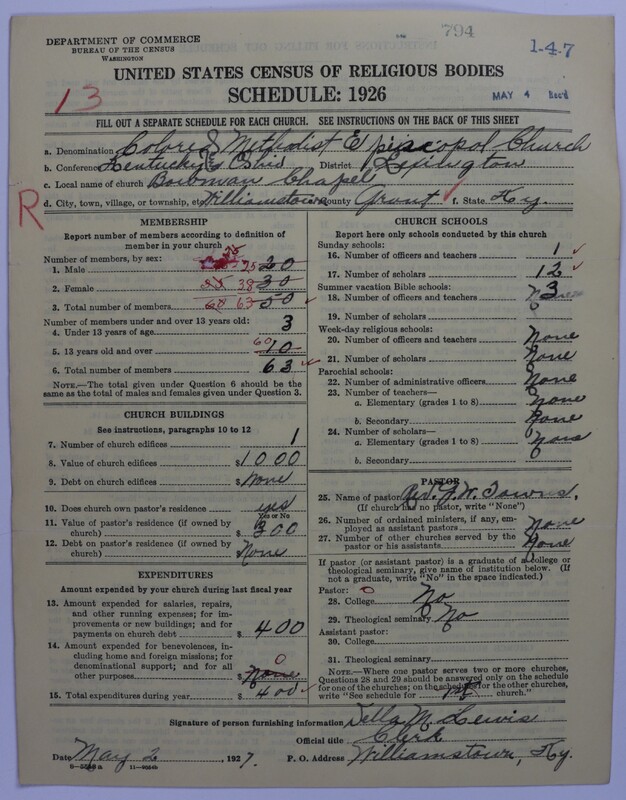 794
DEPARTMENT OF COMMERCE
BUREAU OF THE CENSUS
WASHINGTON
1-4-7
UNITED STATES CENSUS OF RELIGIOUS BODIES
SCHEDULE: 1926
MAY 4 Rec'd
13
FILL OUT A SEPARATE SCHEDULE FOR EACH CHURCH. SEE INSTRUCTIONS ON THE BACK OF THIS SHEET
a. Denomination Colored Methodist Episcopal Church
b. Conference Kentucky & Ohio District Lexington
c. Local name of church Bowman Chapel
d. City, town, village, or township, etc. Williamstown County Grant f. State Ky.
R
MEMBERSHIP
Report number of members according to definition of
member in your church
Number of members, by sex:
1. Male 25 20
2. Female 38 30
3. Total number of members 60 63 50
Number of members under and over 13 years old:
4. Under 13 years of age 3
5. 13 years old and over 60 10
6. Total number of members 63
NOTE.—The total given under Question 6 should be
same as the total of males and females given under Question 3.
CHURCH BUILDINGS
See instructions, paragraphs 10 to 12
7. Number of church edifices 1
8. Value of church edifices $1000
9. Debt on church edifices $None
10. Does church own pastor's residence yes
Yes or No
11. Value of pastor's residence (if owned by
church) $300
12. Debt on pastor's residence (if owned by
church) None
EXPENDITURES
Amount expended by your church during last fiscal year
13. Amount expended for salaries, repairs,
and other running expenses; for im-
provements or new buildings; and for
payments on church debt $400
14. Amount expended for benevolences, in-
cluding home and foreign missions; for
denominational support; and for all
other purposes $None 0
15. Total expenditures during year $400
CHURCH SCHOOLS
Report here only schools conducted by this church
Sunday schools:
16. Number of officers and teachers 1
17. Number of scholars 12
Summer vacation Bible schools:
18. Number of officers and teachers 3
19. Number of scholars
Week-day religious schools:
20. Number of officers and teachers None
21. Number of scholars None
Parochial schools:
22. Number of administrative officers None
23. Number of teachers—
a. Elementary (grades 1 to 8) None
b. Secondary None
24. Number of scholars—
a. Elementary (grades 1 to 8) None
b. Secondary
PASTOR
25. Name of pastor Rev. G. W. Towns.
(If church has no pastor, write "None")
26. Number of ordained ministers, if any, em-
ployed as assistant pastors None
27. Number of other churches served by the
pastor or his assistants None
If pastor (or assistant pastor) is a graduate of a college or
theological seminary, give name of institution below. (If
not a graduate, write "No" in the space indicated.)
Pastor: 0
28. College No
29. Theological seminary No
Assistant pastor:
30. College
31. Theological seminary
NOTE.—Where one pastor serves two or more churches,
Questions 28 and 29 should be answered only on the schedule
for one of the churches; on the schedules for the other churches,
write "See schedule for church."
Signature of person furnishing information Della M. Lewis
Official title Clerk
Date May 2, 1927. P. O. Address Williamstown, Ky.